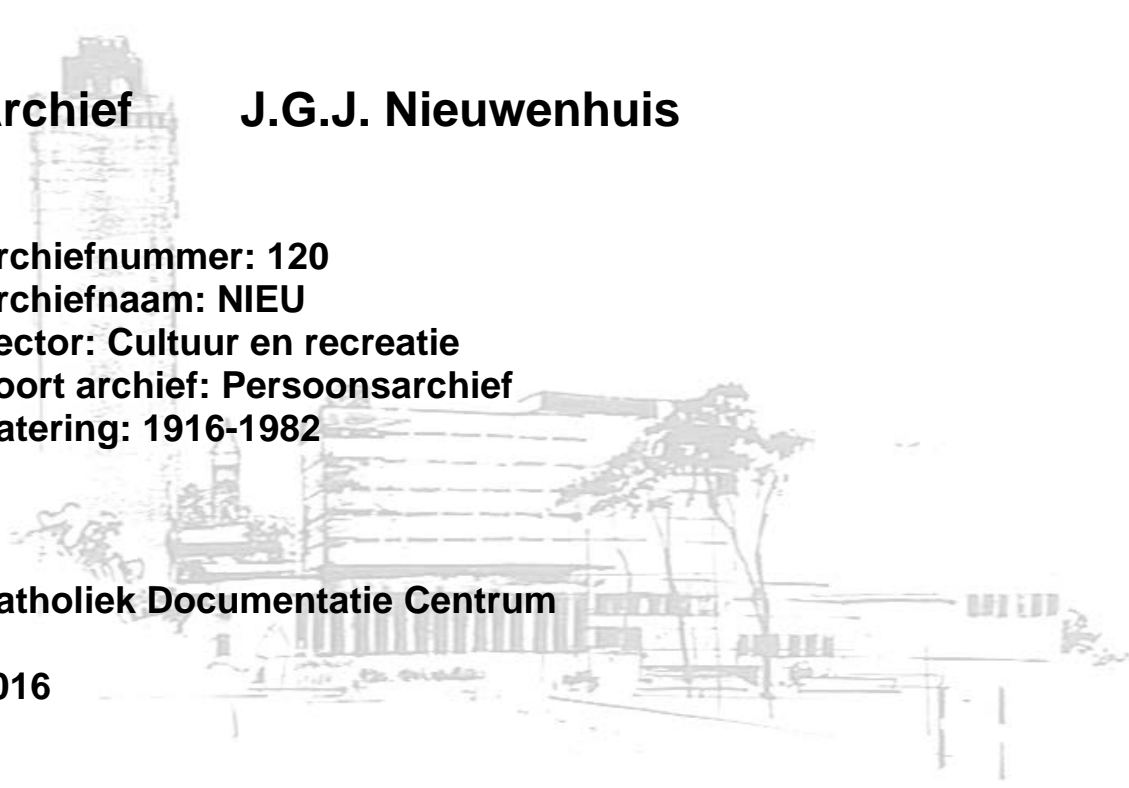 rchief J.G.J. Nieuwenhuis
rchiefnummer: 120
rchiefnaam: NIEU
ector: Cultuur en recreatie
oort archief: Persoonsarchief
atering: 1916-1982
atholiek Documentatie Centrum
016